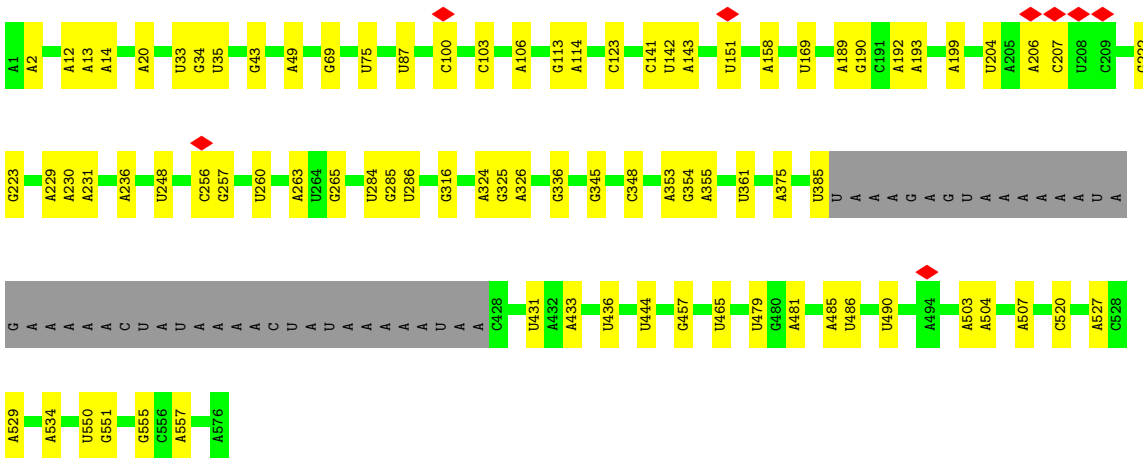 A1 A2 A12 A13 A14 A20 U33 G34 U35 G43 A49 G69 U75 U87 C100 C103 A106 G113 A114 C123 C141 U142 A143 U151 A158 U169 A189 G190 C191 A192 A193 A199 U204 A205 A206 C207 U208 C209
G223 A229 A230 A231 A236 U248 C256 G257 U260 A263 U264 G265 U284 G285 U286 G316 A324 G325 A326 G336 G345 C348 A353 G354 A355 U361 A375 U385 U A A A G A G U A A A A A A U A
G A A A A A C U A U A A A A C U A U A A A A A U A A C428 U431 A432 A433 U436 U444 G457 U465 U479 G480 A481 A485 U486 U490 A494 A503 A504 A507 C520 A527 C528
A529 A534 U550 G551 G555 C556 A557 A576